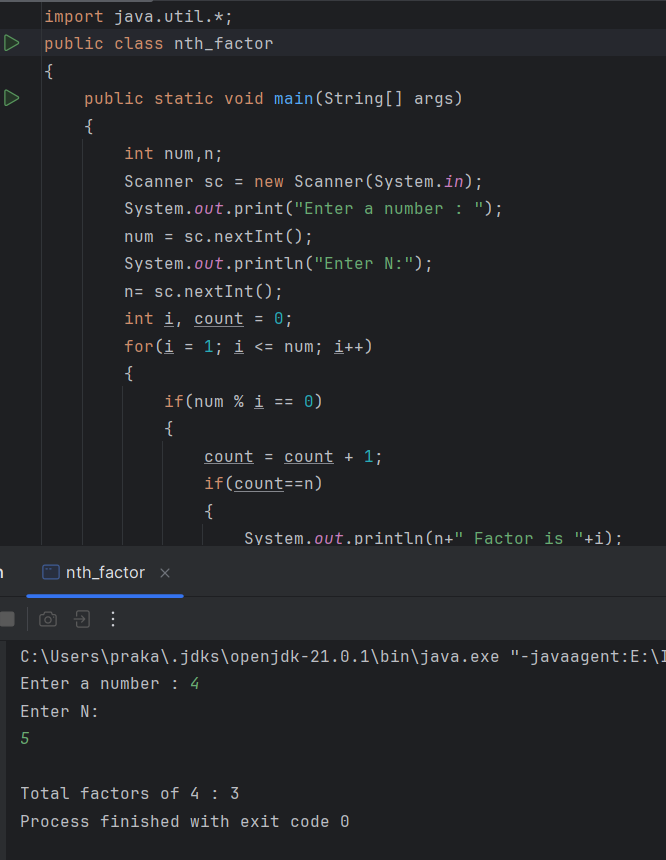 import java.util.*;
public class nth_factor
{
public static void main(String[] args)
{
int num,n;
Scanner sc = new Scanner(System.in);
System.out.print("Enter a number : ");
num = sc.nextInt();
System.out.println("Enter N:");
n= sc.nextInt();
int i, count = 0;
for(i = 1; i <= num; i++)
{
if(num % i == 0)
{
count = count + 1;
if(count==n)
{
System.out.println(n+" Factor is "+i);
nth_factor
C:\Users\praka\.jdks\openjdk-21.0.1\bin\java.exe "-javaagent:E:\
Enter a number : 4
Enter N:
5
Total factors of 4 : 3
Process finished with exit code 0